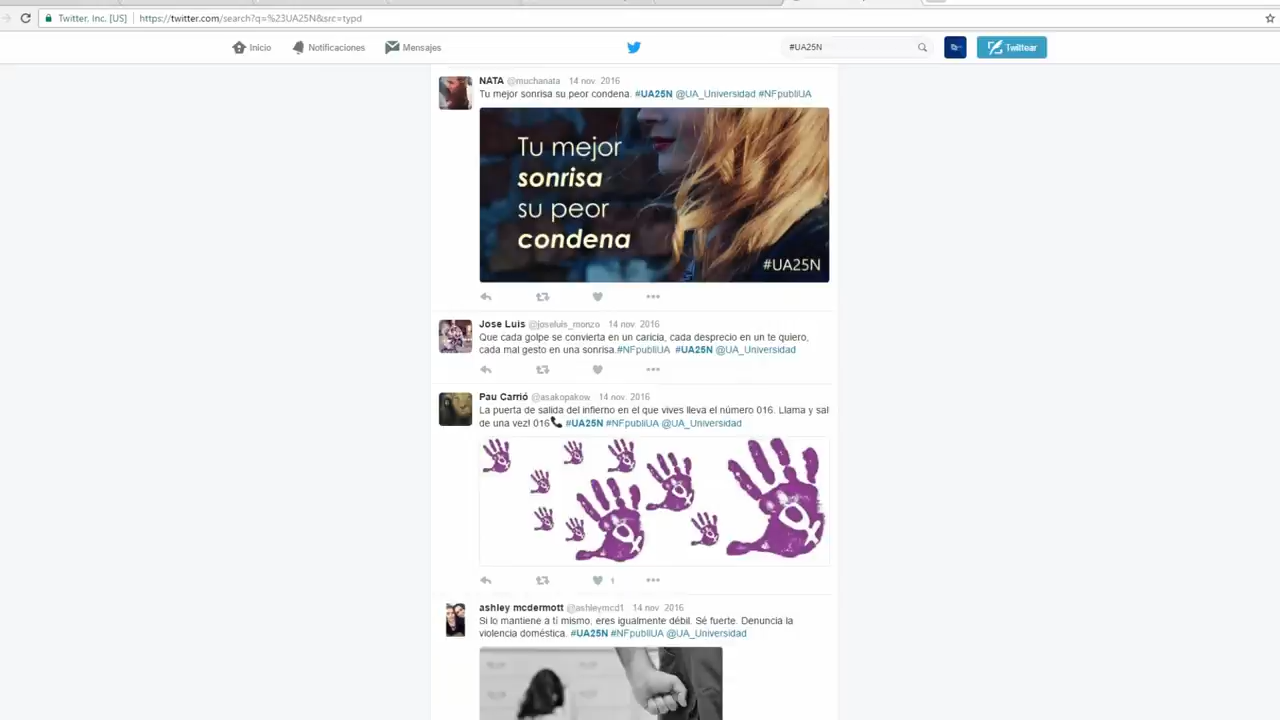 Twitter, Inc. [US] https://twitter.com/search?q=%23UA25N&src=typd
Inicio Notificaciones Mensajes #UA25N Twittear
NATA @muchanata 14 nov. 2016
Tu mejor sonrisa su peor condena. #UA25N @UA_Universidad #NFpubliUA
Tu mejor
sonrisa
su peor
condena
#UA25N
Jose Luis @joseluis_monzo 14 nov. 2016
Que cada golpe se convierta en un caricia, cada desprecio en un te quiero,
cada mal gesto en una sonrisa.#NFpubliUA #UA25N @UA_Universidad
Pau Carrió @asakopakow 14 nov. 2016
La puerta de salida del infierno en el que vives lleva el número 016. Llama y sal
de una vez! 016 #UA25N #NFpubliUA @UA_Universidad
1
ashley mcdermott @ashleymcd1 14 nov. 2016
Si lo mantiene a tí mismo, eres igualmente débil. Sé fuerte. Denuncia la
violencia doméstica. #UA25N #NFpubliUA @UA_Universidad